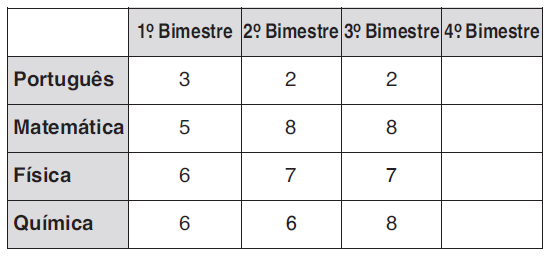 1º. Bimestre 2º. Bimestre 3º. Bimestre 4º. Bimestre
Português 3 2 2
Matemática 5 8 8
Física 6 7 7
Química 6 6 8